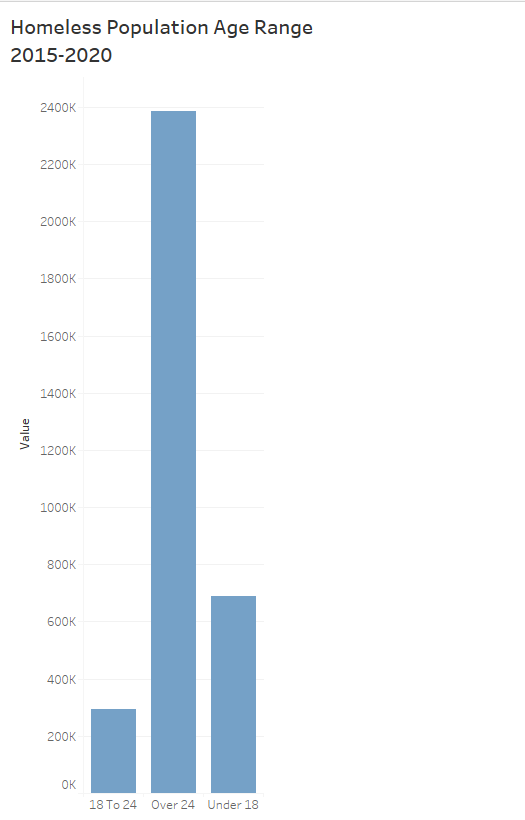 Homeless Population Age Range
2015-2020
2400K
2200K
2000K
1800K
1600K
1400K
Value
1200K
1000K
800K
600K
400K
200K
0K
18 To 24 Over 24 Under 18